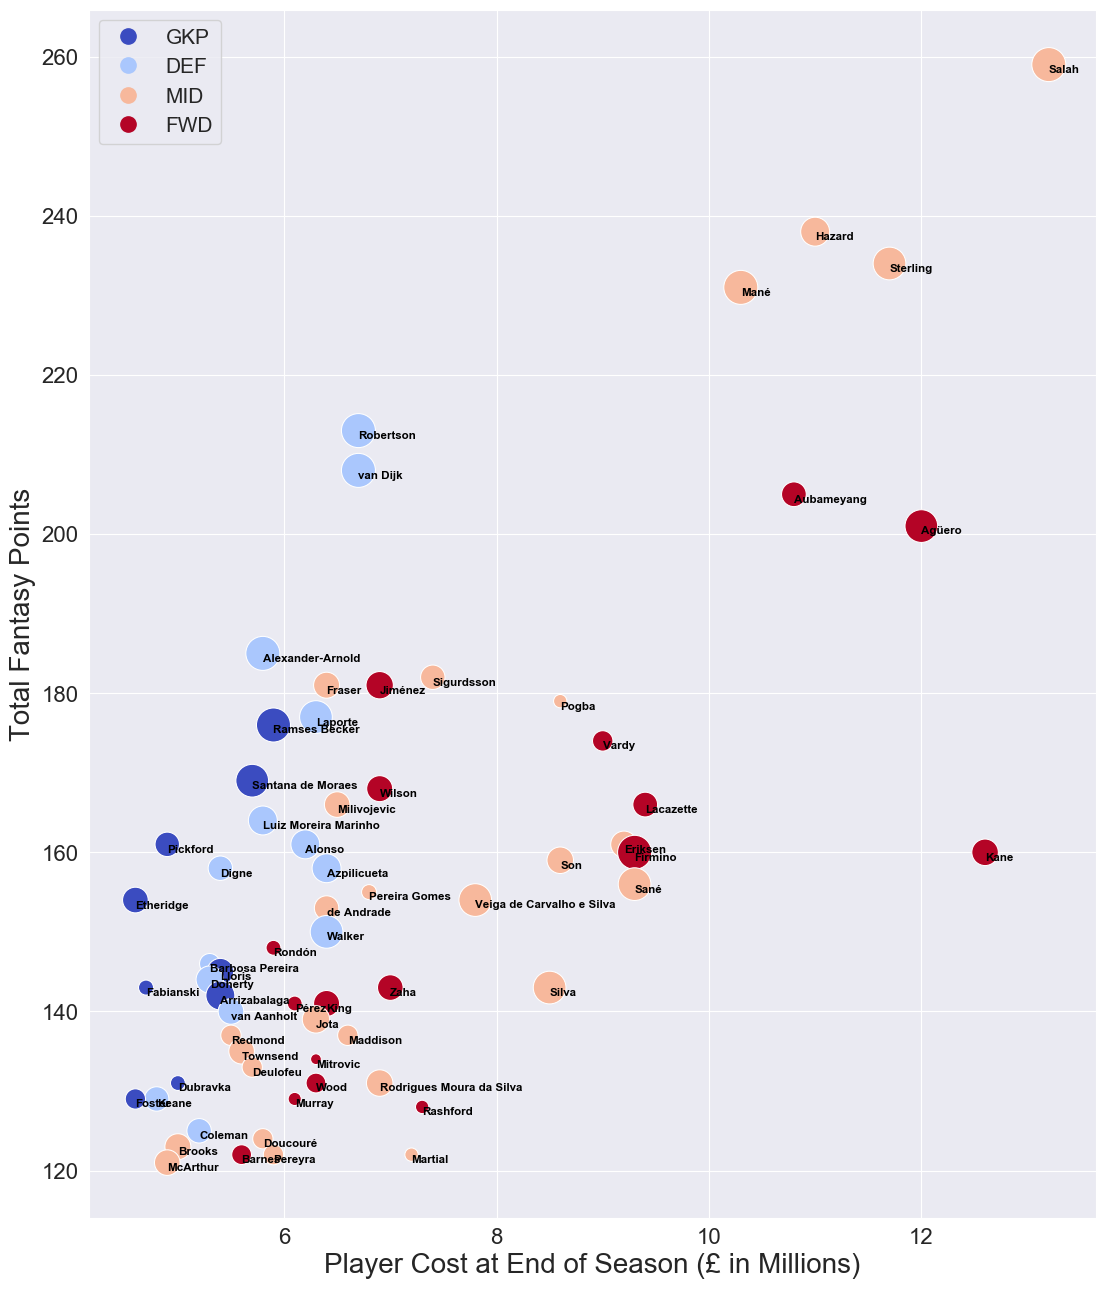 GKP
DEF
MID
FWD
260
240
220
200
180
160
140
120
Total Fantasy Points
Salah
Hazard
Sterling
Mané
Robertson
van Dijk
Aubameyang
Agüero
Alexander-Arnold
Sigurdsson
Fraser
Jiménez
Pogba
Laporte
Ramses Becker
Vardy
Santana de Moraes
Wilson
Milivojevic
Lacazette
Luiz Moreira Marinho
Pickford
Alonso
Eriksen
Firmino
Kane
Son
Digne
Azpilicueta
Sané
Pereira Gomes
Etheridge
Veiga de Carvalho e Silva
de Andrade
Walker
Rondón
Barbosa Pereira
Lloris
Doherty
Fabianski
Arrizabalaga
Zaha
Silva
Pérez
King
van Aanholt
Jota
Redmond
Maddison
Townsend
Mitrovic
Deulofeu
Dubravka
Wood
Rodrigues Moura da Silva
Foster
Keane
Murray
Rashford
Coleman
Doucouré
Brooks
Barnes
Pereyra
Martial
McArthur
6
8
10
12
Player Cost at End of Season (£ in Millions)